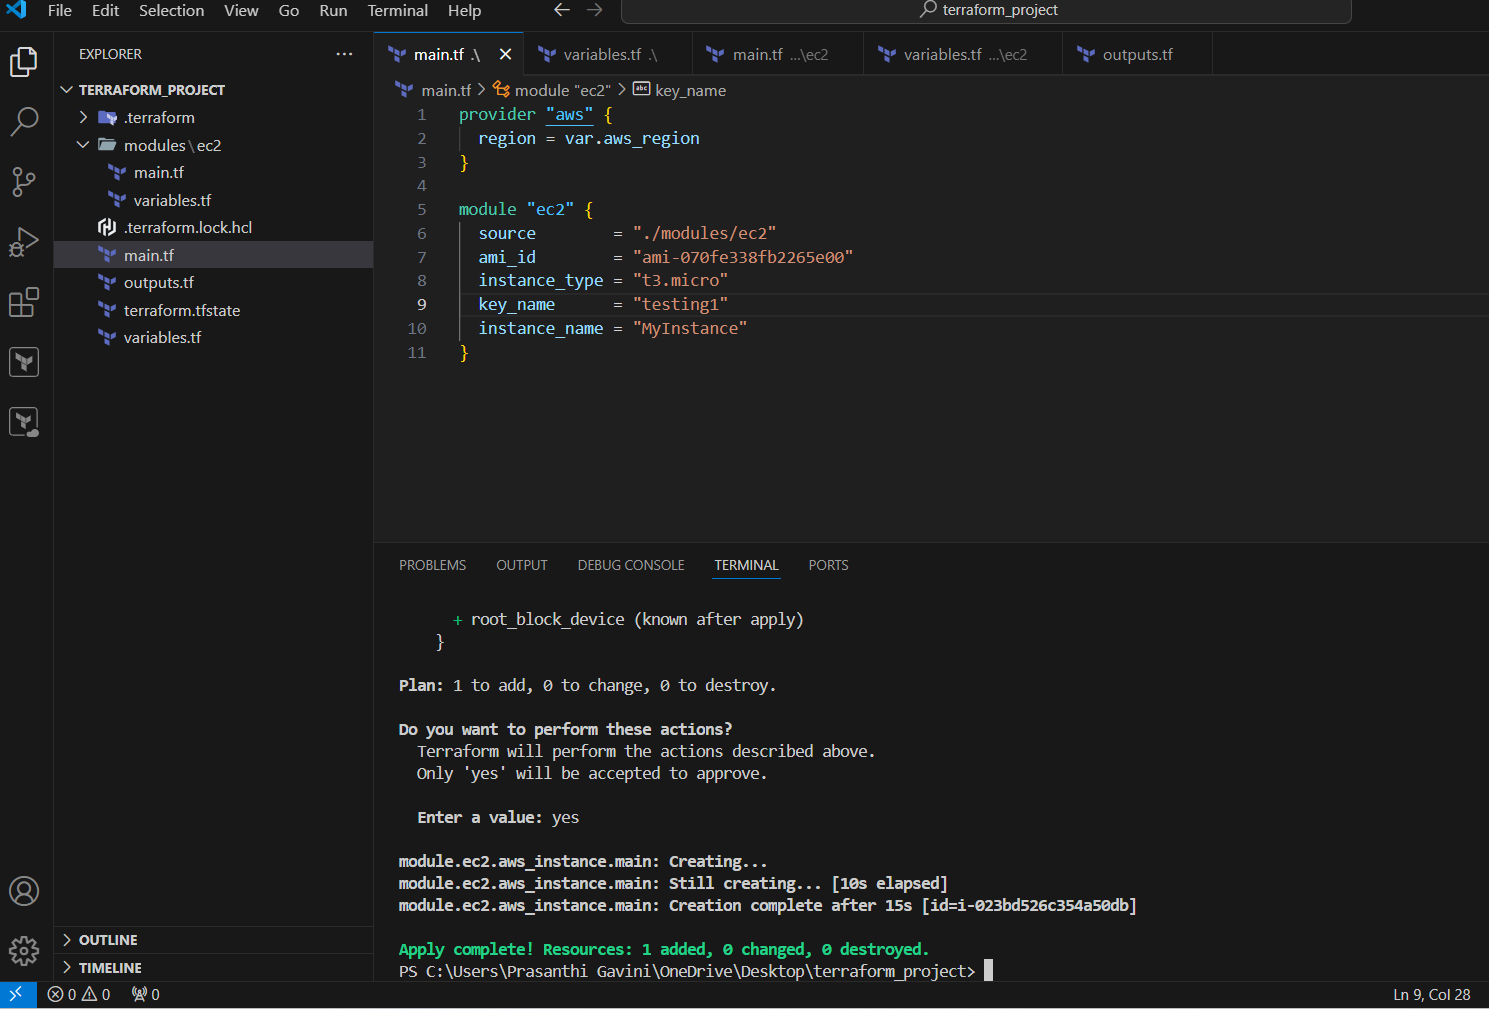 File Edit Selection View Go Run Terminal Help
terraform_project
EXPLORER
TERRAFORM_PROJECT
.terraform
modules\ec2
main.tf
variables.tf
.terraform.lock.hcl
main.tf
outputs.tf
terraform.tfstate
variables.tf
OUTLINE
TIMELINE
main.tf .\ variables.tf .\ main.tf ...\ec2 variables.tf ...\ec2 outputs.tf
main.tf > module "ec2" > abc key_name
1 provider "aws" {
2 region = var.aws_region
3 }
4
5 module "ec2" {
6 source = "./modules/ec2"
7 ami_id = "ami-070fe338fb2265e00"
8 instance_type = "t3.micro"
9 key_name = "testing1"
10 instance_name = "MyInstance"
11 }
PROBLEMS OUTPUT DEBUG CONSOLE TERMINAL PORTS
+ root_block_device (known after apply)
}
Plan: 1 to add, 0 to change, 0 to destroy.
Do you want to perform these actions?
Terraform will perform the actions described above.
Only 'yes' will be accepted to approve.
Enter a value: yes
module.ec2.aws_instance.main: Creating...
module.ec2.aws_instance.main: Still creating... [10s elapsed]
module.ec2.aws_instance.main: Creation complete after 15s [id=i-023bd526c354a50db]
Apply complete! Resources: 1 added, 0 changed, 0 destroyed.
PS C:\Users\Prasanthi Gavini\OneDrive\Desktop\terraform_project>
0 0 0
Ln 9, Col 28